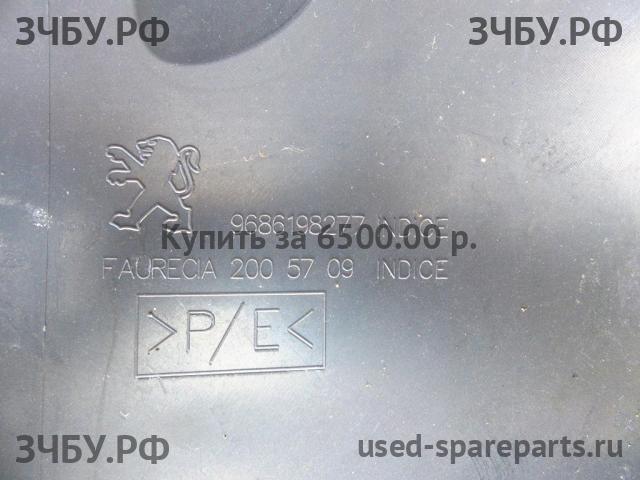 ЗЧБУ.РФ ЗЧБУ.РФ
9686198277 INDICE
Купить за 6500.00 р.
FAURECIA 200 57 09 INDICE
>P/E<
ЗЧБУ.РФ used-spareparts.ru